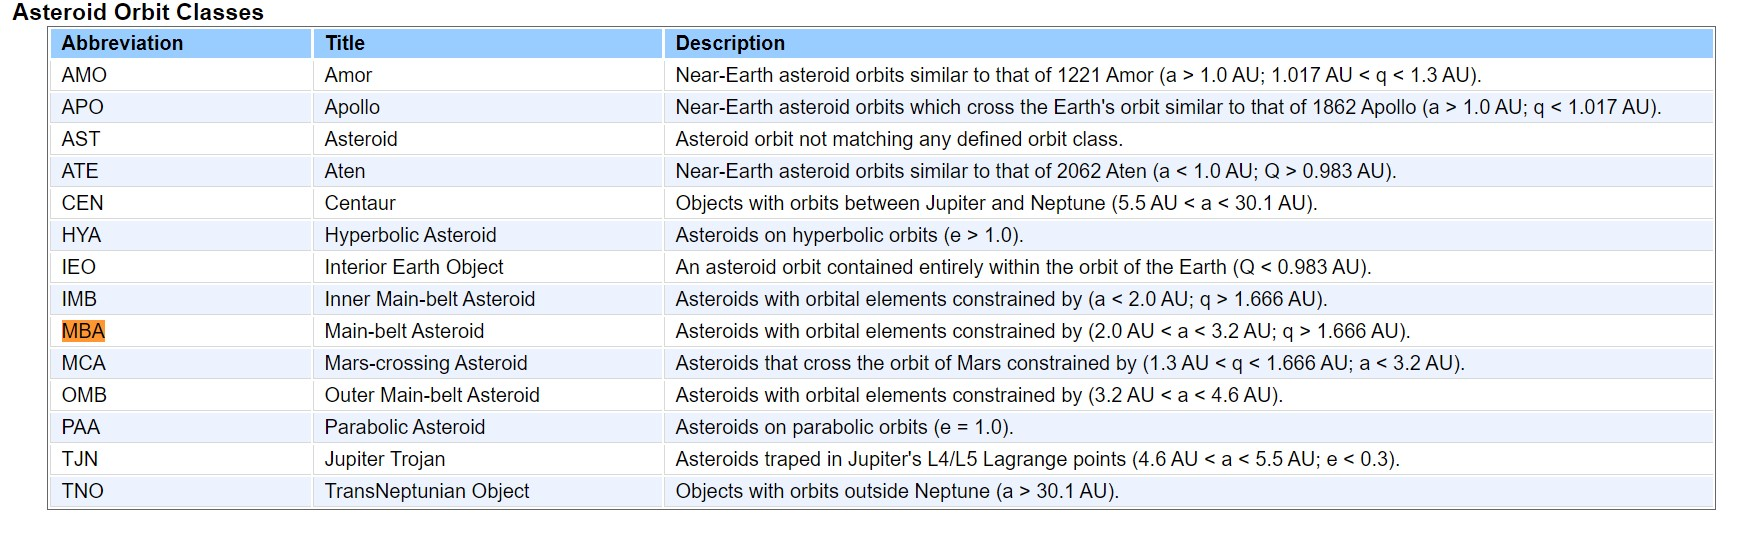 Asteroid Orbit Classes
Abbreviation Title Description
AMO Amor Near-Earth asteroid orbits similar to that of 1221 Amor (a > 1.0 AU; 1.017 AU < q < 1.3 AU).
APO Apollo Near-Earth asteroid orbits which cross the Earth's orbit similar to that of 1862 Apollo (a > 1.0 AU; q < 1.017 AU).
AST Asteroid Asteroid orbit not matching any defined orbit class.
ATE Aten Near-Earth asteroid orbits similar to that of 2062 Aten (a < 1.0 AU; Q > 0.983 AU).
CEN Centaur Objects with orbits between Jupiter and Neptune (5.5 AU < a < 30.1 AU).
HYA Hyperbolic Asteroid Asteroids on hyperbolic orbits (e > 1.0).
IEO Interior Earth Object An asteroid orbit contained entirely within the orbit of the Earth (Q < 0.983 AU).
IMB Inner Main-belt Asteroid Asteroids with orbital elements constrained by (a < 2.0 AU; q > 1.666 AU).
MBA Main-belt Asteroid Asteroids with orbital elements constrained by (2.0 AU < a < 3.2 AU; q > 1.666 AU).
MCA Mars-crossing Asteroid Asteroids that cross the orbit of Mars constrained by (1.3 AU < q < 1.666 AU; a < 3.2 AU).
OMB Outer Main-belt Asteroid Asteroids with orbital elements constrained by (3.2 AU < a < 4.6 AU).
PAA Parabolic Asteroid Asteroids on parabolic orbits (e = 1.0).
TJN Jupiter Trojan Asteroids traped in Jupiter's L4/L5 Lagrange points (4.6 AU < a < 5.5 AU; e < 0.3).
TNO TransNeptunian Object Objects with orbits outside Neptune (a > 30.1 AU).